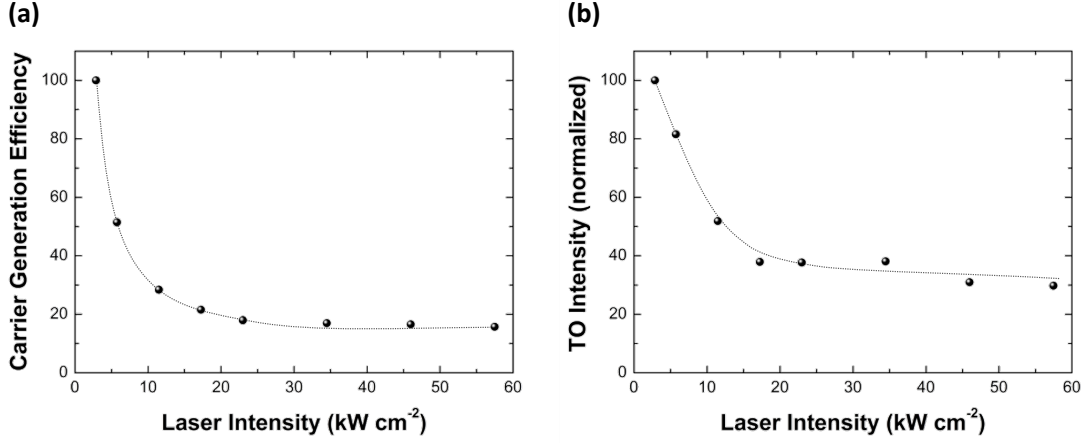 (a)
Carrier Generation Efficiency
100
80
60
40
20
0
0 10 20 30 40 50 60
Laser Intensity (kW cm⁻²)
(b)
TO Intensity (normalized)
100
80
60
40
20
0
0 10 20 30 40 50 60
Laser Intensity (kW cm⁻²)